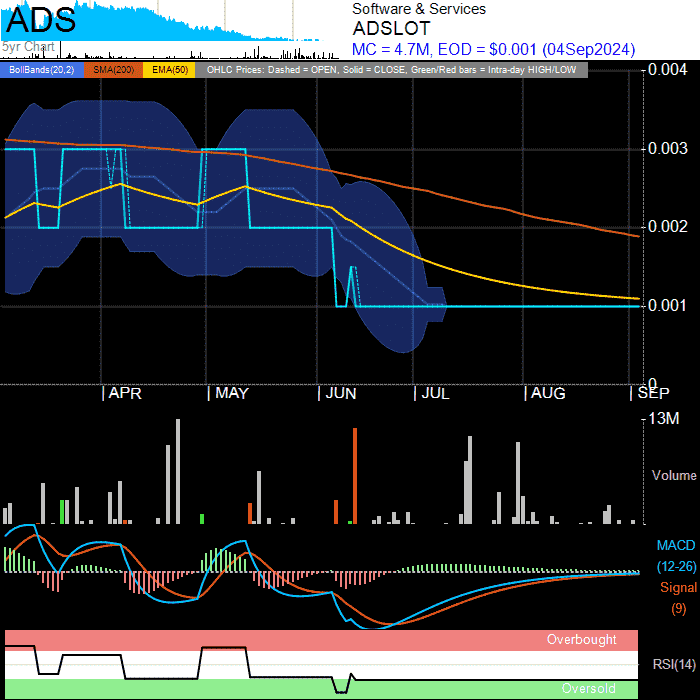 ADS
5yr Chart
Software & Services
ADSLOT
MC = 4.7M, EOD = $0.001 (04Sep2024)
BollBands(20,2) SMA(200) EMA(50) OHLC Prices: Dashed = OPEN, Solid = CLOSE, Green/Red bars = Intra-day HIGH/LOW
0.004
0.003
0.002
0.001
0
APR MAY JUN JUL AUG SEP
13M
Volume
MACD
(12-26)
Signal
(9)
Overbought
RSI(14)
Oversold